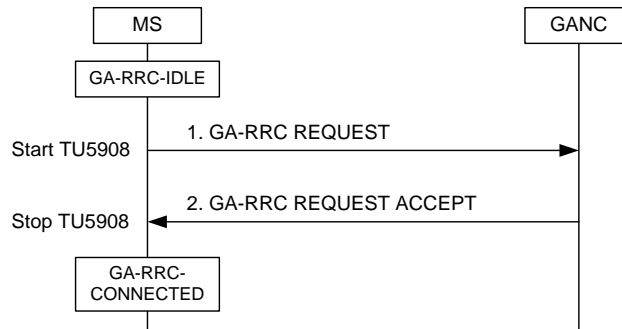 MS
GANC
GA-RRC-IDLE
1. GA-RRC REQUEST
Start TU5908
2. GA-RRC REQUEST ACCEPT
Stop TU5908
GA-RRC-
CONNECTED